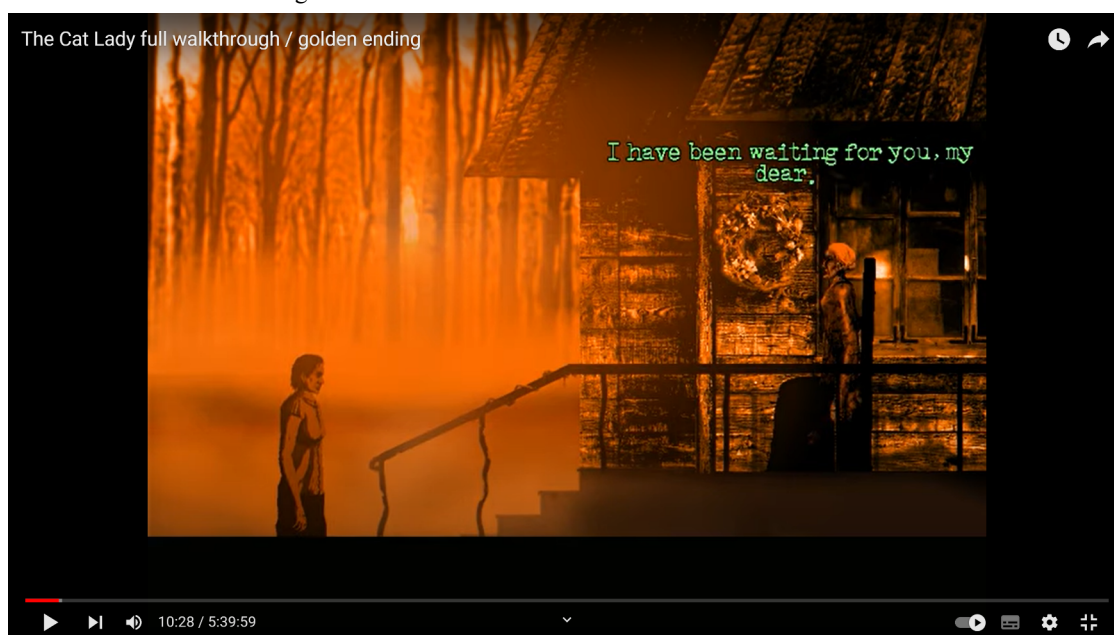 The Cat Lady full walkthrough / golden ending
I have been waiting for you, my
dear.
10:28 / 5:39:59